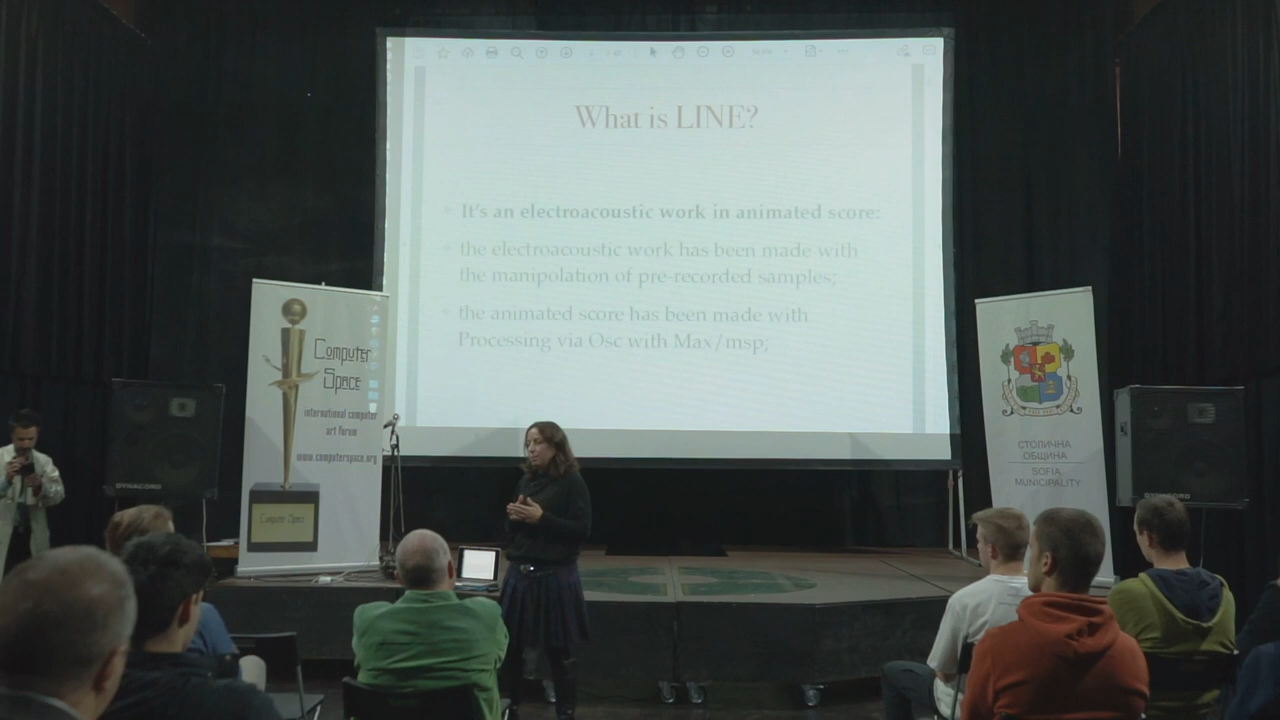 What is LINE?
It's an electroacoustic work in animated score:
the electroacoustic work has been made with
the manipolation of pre-recorded samples;
the animated score has been made with
Processing via Osc with Max/msp;
Computer
Space
international computer
art forum
www.computerspace.org
Computer Space
СТОЛИЧНА
ОБЩИНА
SOFIA
MUNICIPALITY
DYNACORD
DYNACORD